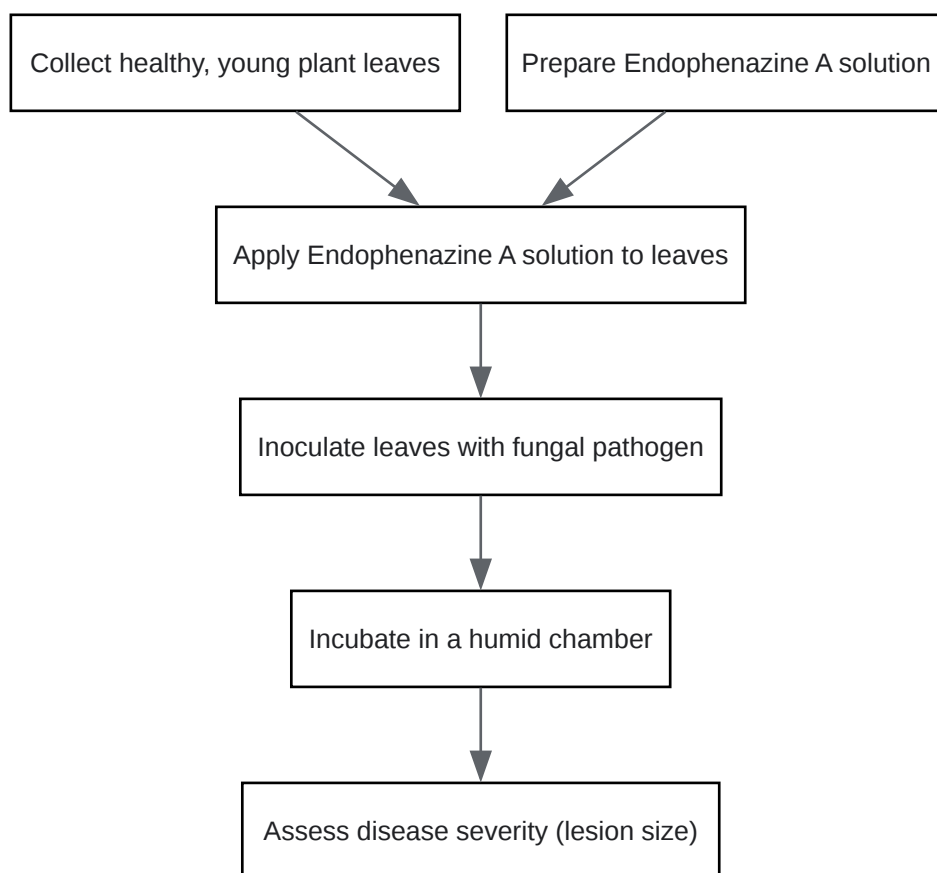 Collect healthy, young plant leaves
Prepare Endophenazine A solution
Apply Endophenazine A solution to leaves
Inoculate leaves with fungal pathogen
Incubate in a humid chamber
Assess disease severity (lesion size)